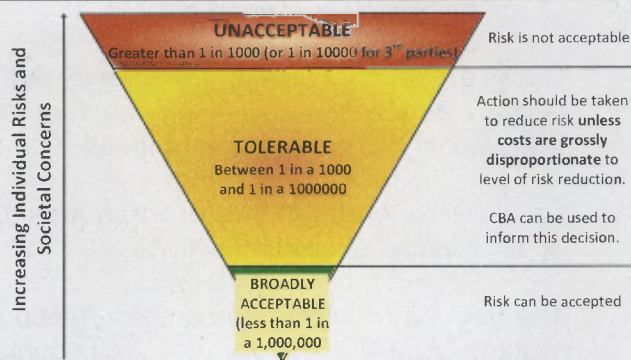 Increasing Individual Risks and
Societal Concerns
UNACCEPTABLE
Greater than 1 in 1000 (or 1 in 10000 for 3rd parties)
Risk is not acceptable
TOLERABLE
Between 1 in a 1000
and 1 in a 1000000
Action should be taken
to reduce risk unless
costs are grossly
disproportionate to
level of risk reduction.
CBA can be used to
inform this decision.
BROADLY
ACCEPTABLE
(less than 1 in
a 1,000,000
Risk can be accepted